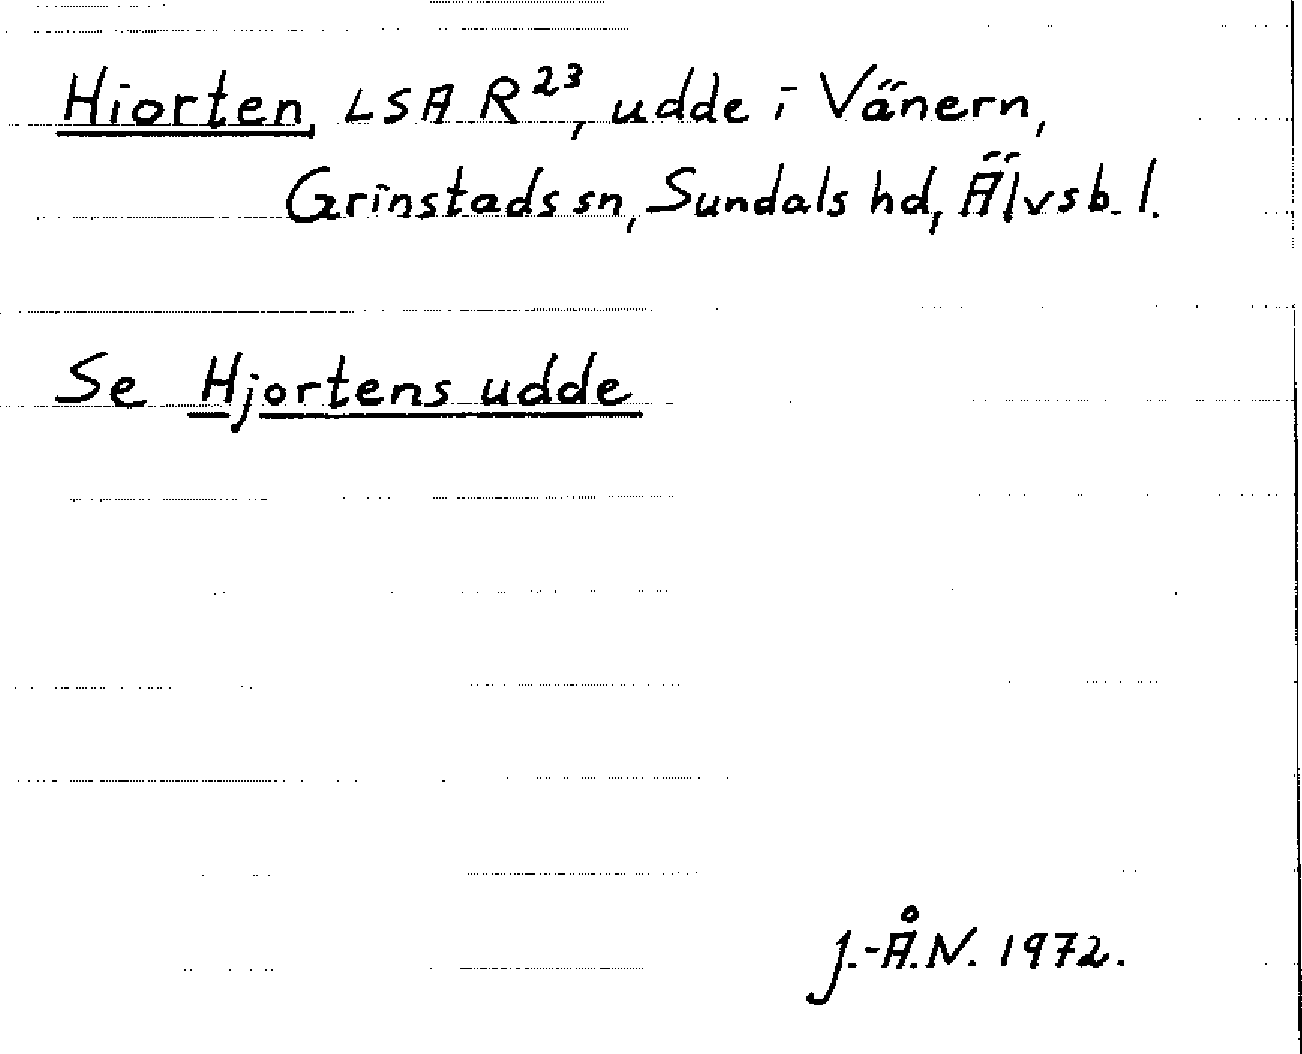 Hiorten, LSA R²³, udde i Vänern,
Grinstads sn, Sundals hd, Älvsb. l.
Se Hjortens udde
J.-Å.N. 1972.